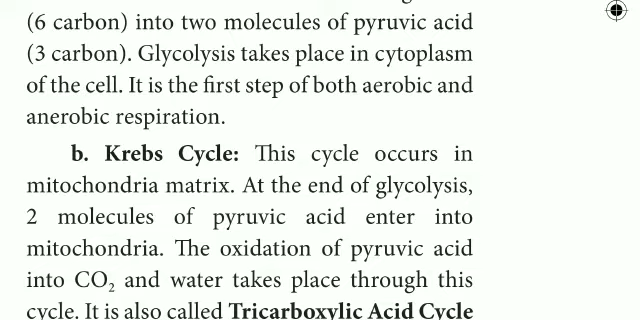 (6 carbon) into two molecules of pyruvic acid
(3 carbon). Glycolysis takes place in cytoplasm
of the cell. It is the first step of both aerobic and
anerobic respiration.
b. Krebs Cycle: This cycle occurs in
mitochondria matrix. At the end of glycolysis,
2 molecules of pyruvic acid enter into
mitochondria. The oxidation of pyruvic acid
into CO₂ and water takes place through this
cycle. It is also called Tricarboxylic Acid Cycle